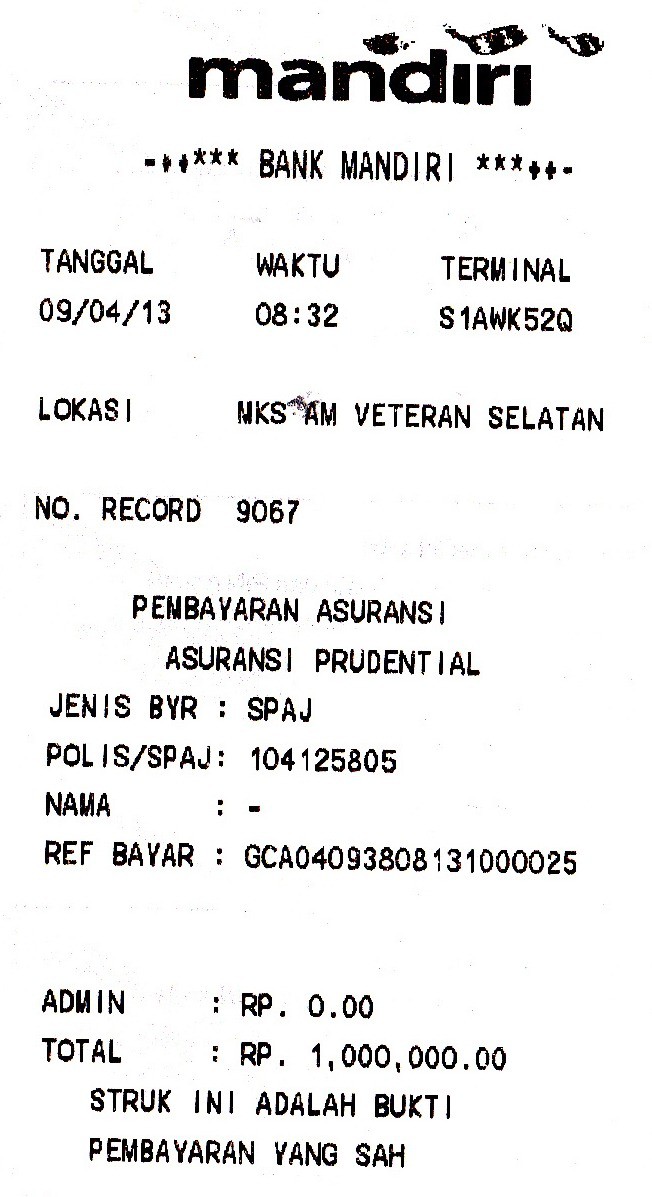 mandiri
-++*** BANK MANDIRI ***++-
TANGGAL WAKTU TERMINAL
09/04/13 08:32 S1AWK52Q
LOKASI MKS AM VETERAN SELATAN
NO. RECORD 9067
PEMBAYARAN ASURANSI
ASURANSI PRUDENTIAL
JENIS BYR : SPAJ
POLIS/SPAJ: 104125805
NAMA : -
REF BAYAR : GCA04093808131000025
ADMIN : RP. 0.00
TOTAL : RP. 1,000,000.00
STRUK INI ADALAH BUKTI
PEMBAYARAN YANG SAH